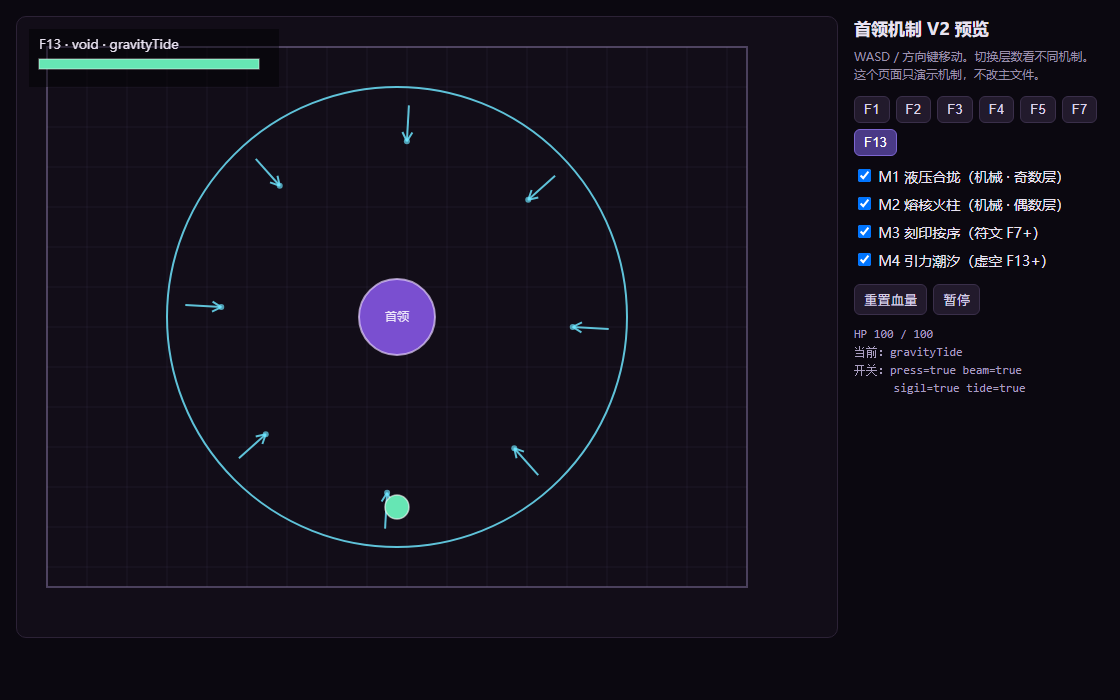 F13 · void · gravityTide
首领
首领机制 V2 预览
WASD / 方向键移动。切换层数看不同机制。
这个页面只演示机制，不改主文件。
F1 F2 F3 F4 F5 F7
F13
M1 液压合拢（机械 · 奇数层）
M2 熔核火柱（机械 · 偶数层）
M3 刻印按序（符文 F7+）
M4 引力潮汐（虚空 F13+）
重置血量 暂停
HP 100 / 100
当前: gravityTide
开关: press=true beam=true
sigil=true tide=true